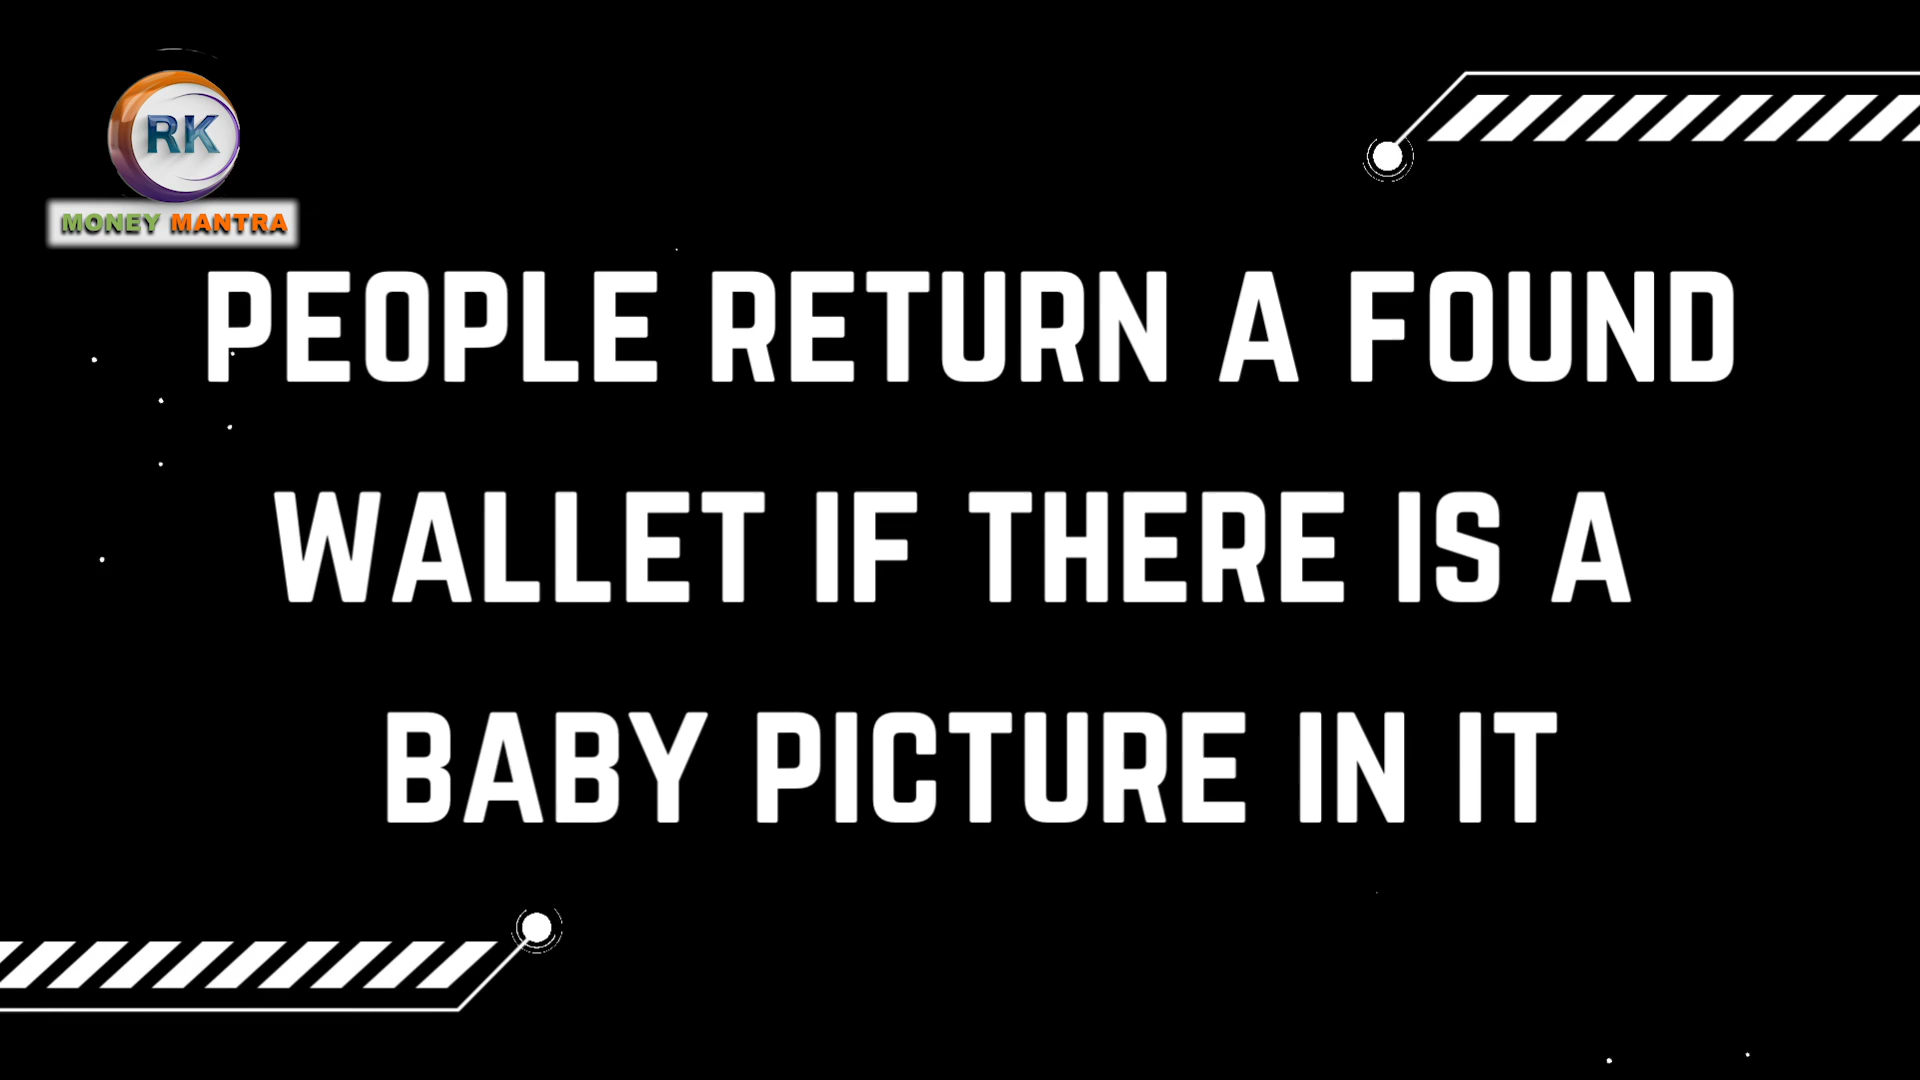 RK
MONEY MANTRA
PEOPLE RETURN A FOUND
WALLET IF THERE IS A
BABY PICTURE IN IT